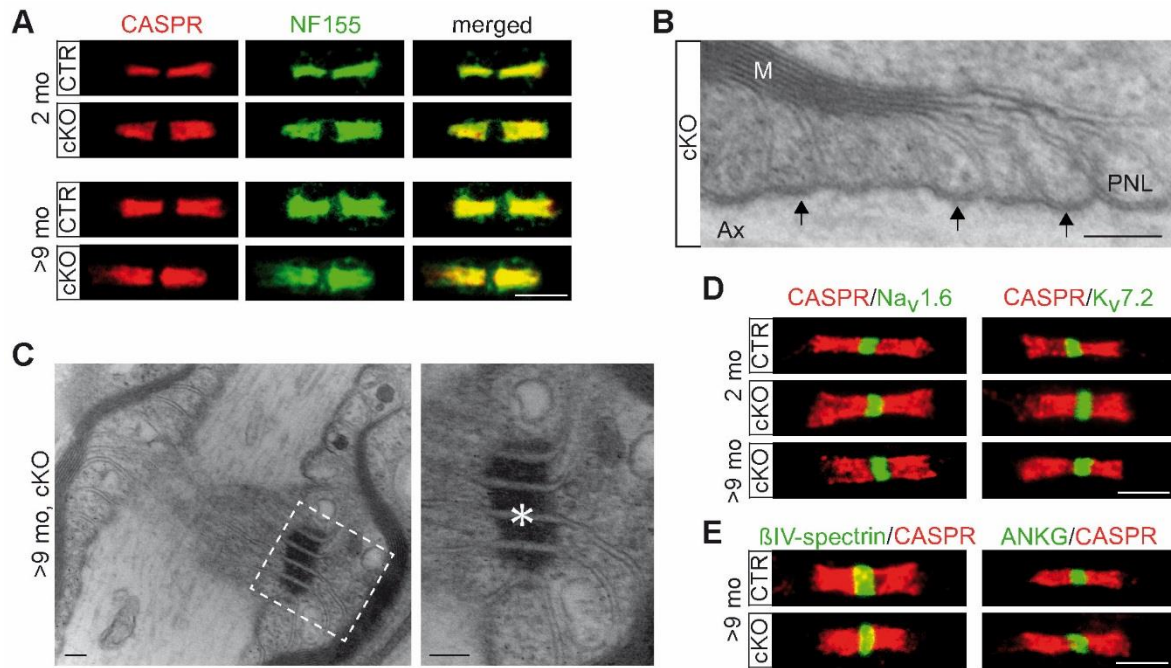 A
CASPR NF155 merged
2 mo
CTR
cKO
>9 mo
CTR
cKO
B
cKO
M
PNL
Ax
C
>9 mo, cKO
*
D
CASPR/NaV1.6 CASPR/KV7.2
2 mo
CTR
cKO
>9 mo
cKO
E
ßIV-spectrin/CASPR ANKG/CASPR
>9 mo
CTR
cKO